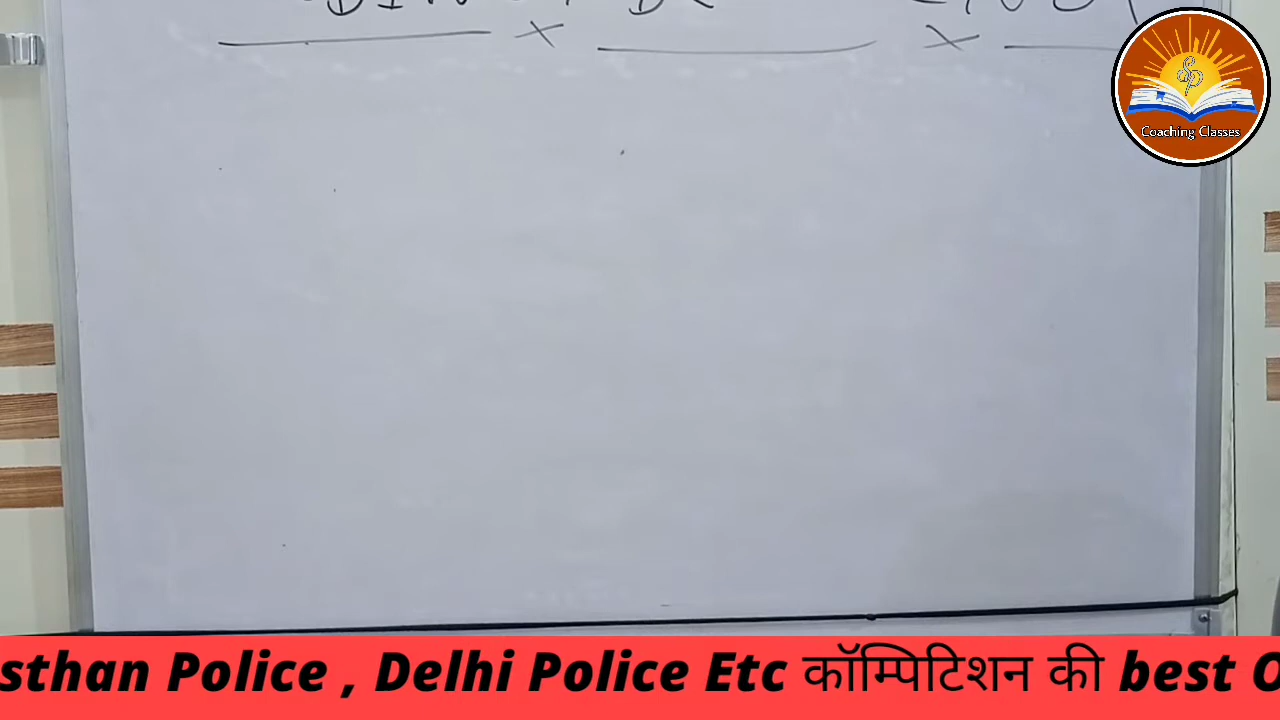 Coaching Classes
sthan Police , Delhi Police Etc कॉम्पिटिशन की best O